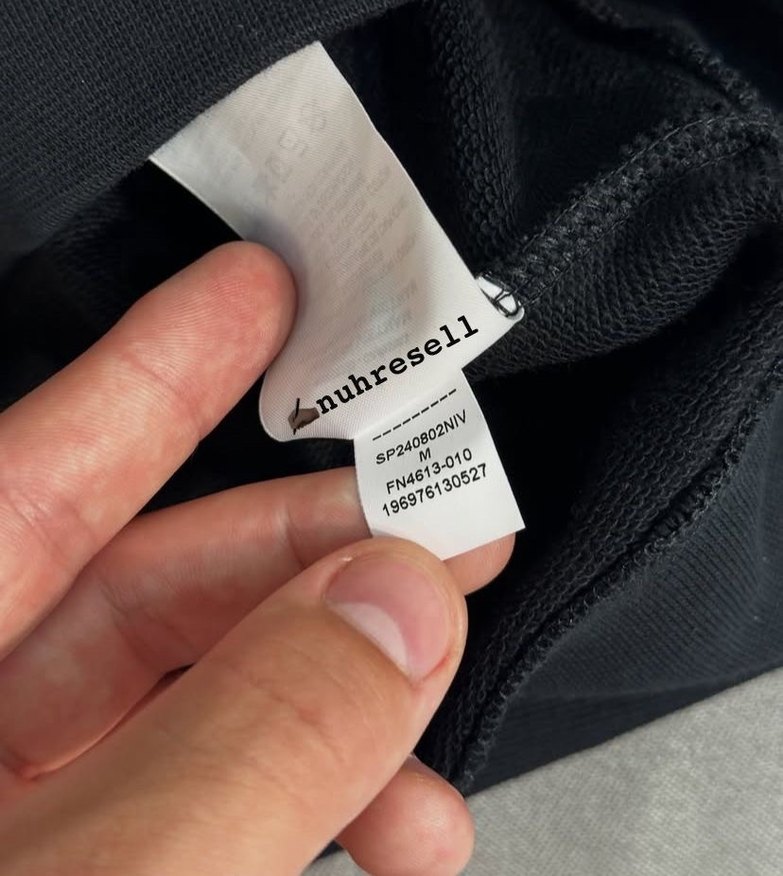 nuhresell
SP240802NIV
M
FN4613-010
196976130527